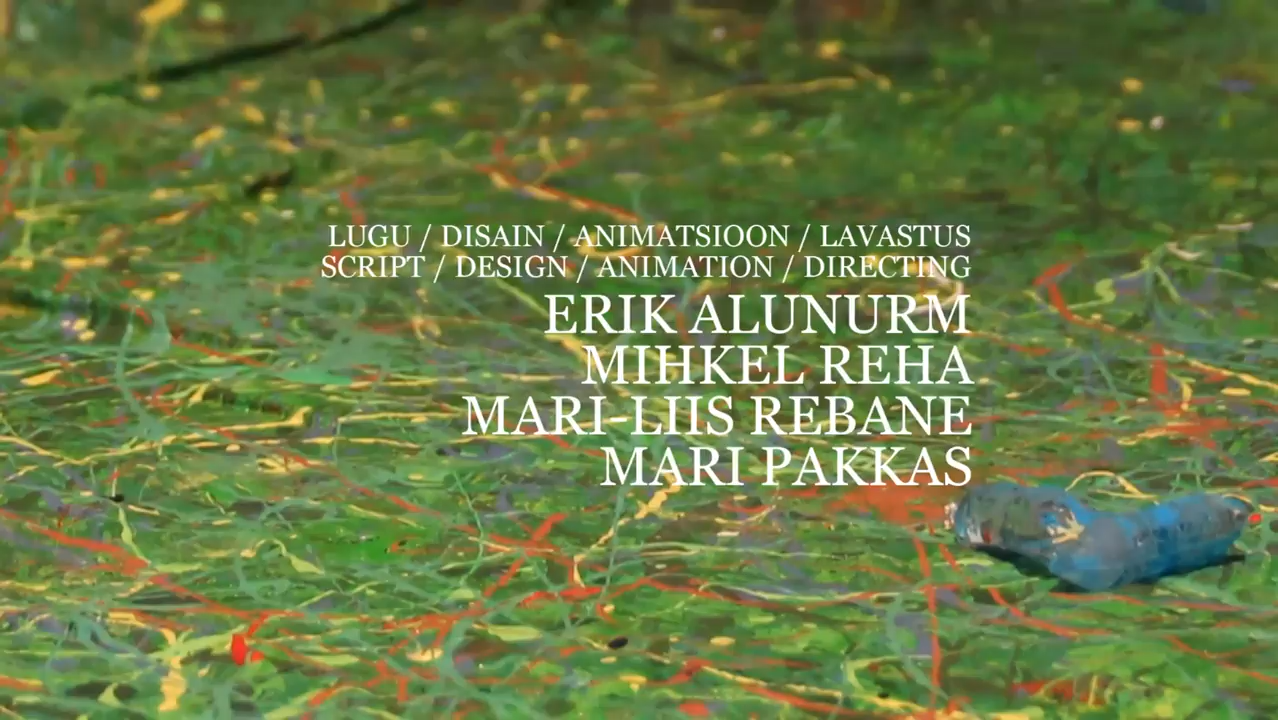 LUGU / DISAIN / ANIMATSIOON / LAVASTUS
SCRIPT / DESIGN / ANIMATION / DIRECTING
ERIK ALUNURM
MIHKEL REHA
MARI-LIIS REBANE
MARI PAKKAS